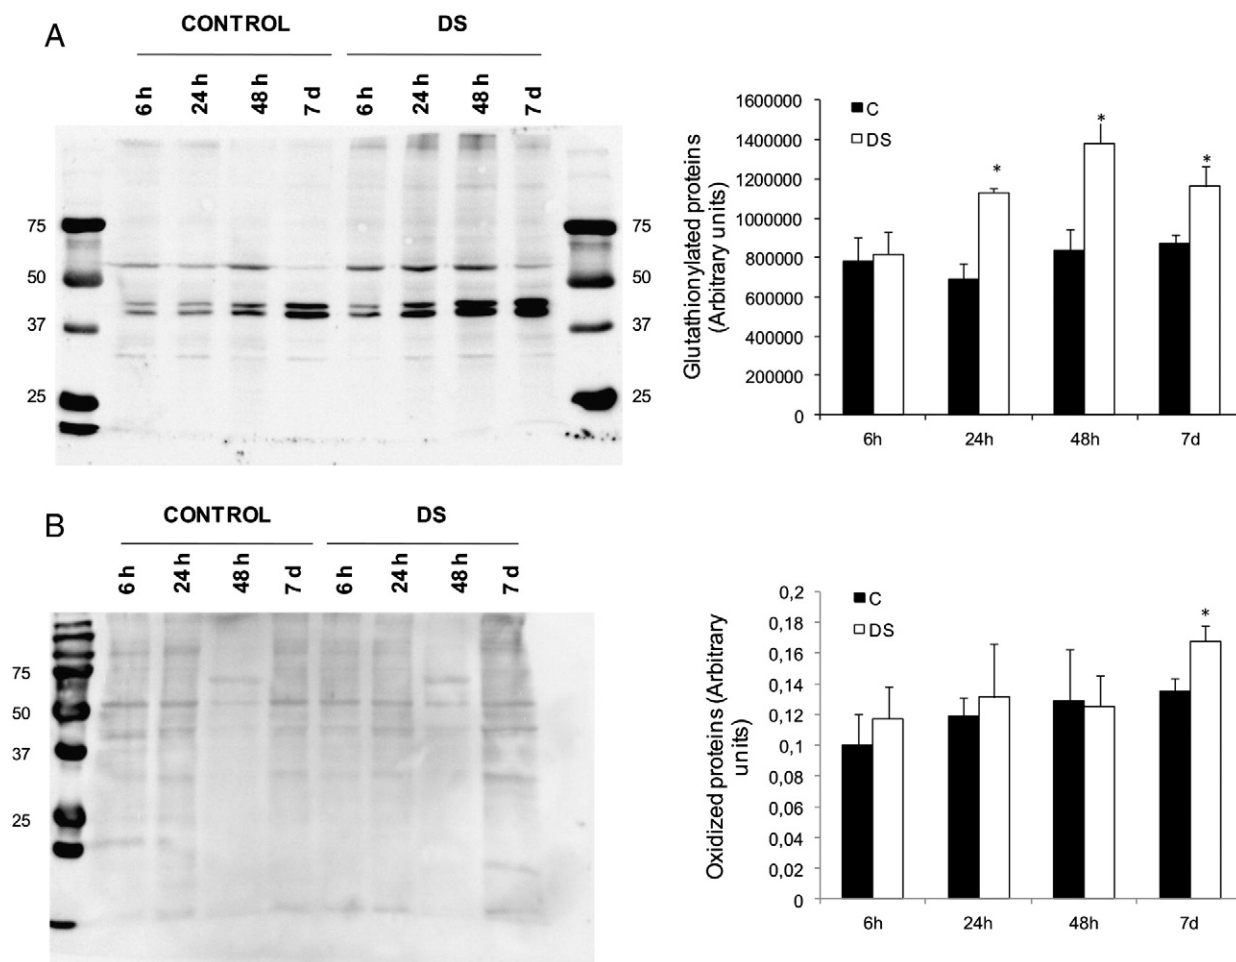 A
CONTROL DS
6 h 24 h 48 h 7 d 6 h 24 h 48 h 7 d
75 75
50 50
37 37
25 25
Glutathionylated proteins
(Arbitrary units)
1600000
1400000
1200000
1000000
800000
600000
400000
200000
0
C
DS
* * *
6h 24h 48h 7d
B
CONTROL DS
6 h 24 h 48 h 7 d 6 h 24 h 48 h 7 d
75
50
37
25
Oxidized proteins (Arbitrary
units)
0,2
0,18
0,16
0,14
0,12
0,1
0,08
0,06
0,04
0,02
0
C
DS
*
6h 24h 48h 7d